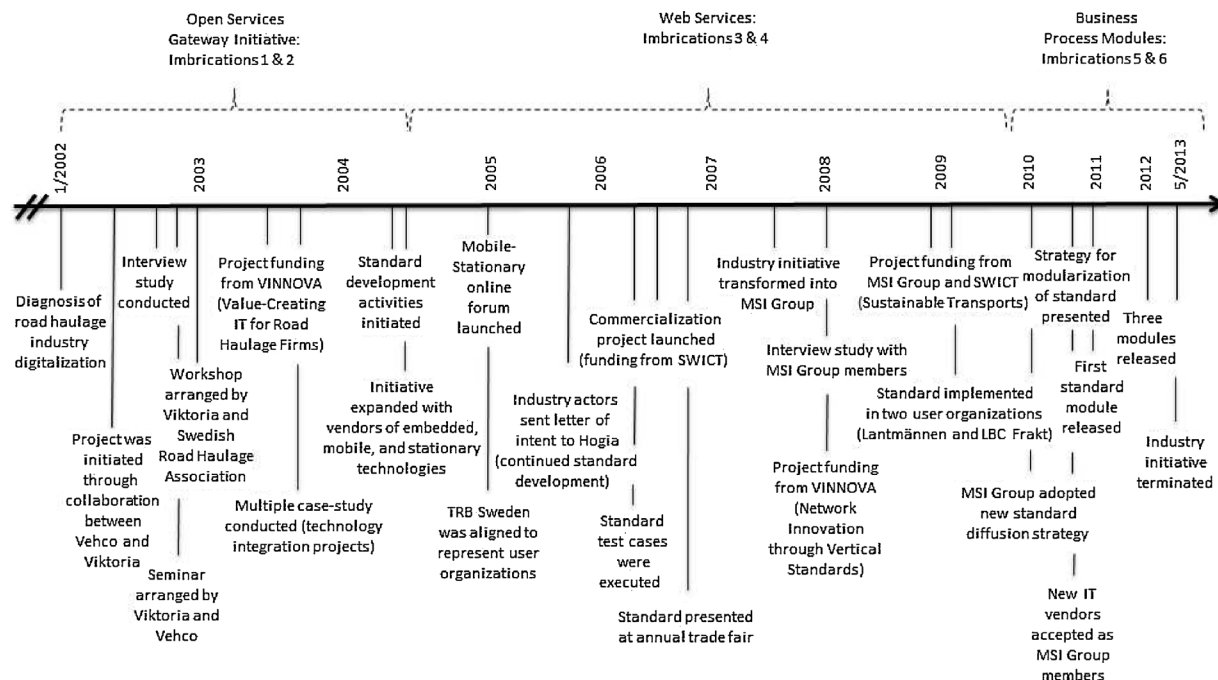 Open Services
Gateway Initiative:
Imbrications 1 & 2
Web Services:
Imbrications 3 & 4
Business
Process Modules:
Imbrications 5 & 6
1/2002
2003
2004
2005
2006
2007
2008
2009
2010
2011
2012
5/2013
Diagnosis of
road haulage
industry
digitalization
Project was
initiated
through
collaboration
between
Vehco and
Viktoria
Interview
study
conducted
Seminar
arranged by
Viktoria and
Vehco
Workshop
arranged by
Viktoria and
Swedish
Road Haulage
Association
Project funding
from VINNOVA
(Value-Creating
IT for Road
Haulage Firms)
Multiple case-study
conducted (technology
integration projects)
Standard
development
activities
initiated
Initiative
expanded with
vendors of embedded,
mobile, and stationary
technologies
Mobile-
Stationary
online
forum
launched
TRB Sweden
was aligned to
represent user
organizations
Industry actors
sent letter of
intent to Hogia
(continued standard
development)
Standard
test cases
were
executed
Commercialization
project launched
(funding from SWICT)
Standard presented
at annual trade fair
Industry initiative
transformed into
MSI Group
Interview study with
MSI Group members
Project funding
from VINNOVA
(Network
Innovation
through Vertical
Standards)
Project funding from
MSI Group and SWICT
(Sustainable Transports)
Standard implemented
in two user organizations
(Lantmännen and LBC Frakt)
MSI Group adopted
new standard
diffusion strategy
Strategy for
modularization
of standard
presented
New IT
vendors
accepted as
MSI Group
members
First
standard
module
released
Three
modules
released
Industry
initiative
terminated